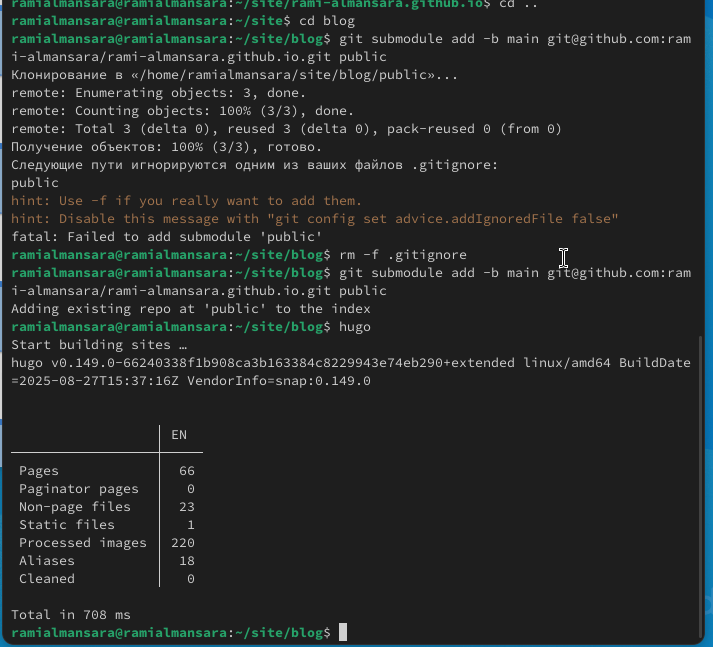 ramialmansara@ramialmansara:~/site/rami-almansara.github.io$ cd ..
ramialmansara@ramialmansara:~/site$ cd blog
ramialmansara@ramialmansara:~/site/blog$ git submodule add -b main git@github.com:ram
i-almansara/rami-almansara.github.io.git public
Клонирование в «/home/ramialmansara/site/blog/public»...
remote: Enumerating objects: 3, done.
remote: Counting objects: 100% (3/3), done.
remote: Total 3 (delta 0), reused 3 (delta 0), pack-reused 0 (from 0)
Получение объектов: 100% (3/3), готово.
Следующие пути игнорируются одним из ваших файлов .gitignore:
public
hint: Use -f if you really want to add them.
hint: Disable this message with "git config set advice.addIgnoredFile false"
fatal: Failed to add submodule 'public'
ramialmansara@ramialmansara:~/site/blog$ rm -f .gitignore
ramialmansara@ramialmansara:~/site/blog$ git submodule add -b main git@github.com:ram
i-almansara/rami-almansara.github.io.git public
Adding existing repo at 'public' to the index
ramialmansara@ramialmansara:~/site/blog$ hugo
Start building sites …
hugo v0.149.0-66240338f1b908ca3b163384c8229943e74eb290+extended linux/amd64 BuildDate
=2025-08-27T15:37:16Z VendorInfo=snap:0.149.0
EN
Pages 66
Paginator pages 0
Non-page files 23
Static files 1
Processed images 220
Aliases 18
Cleaned 0
Total in 708 ms
ramialmansara@ramialmansara:~/site/blog$